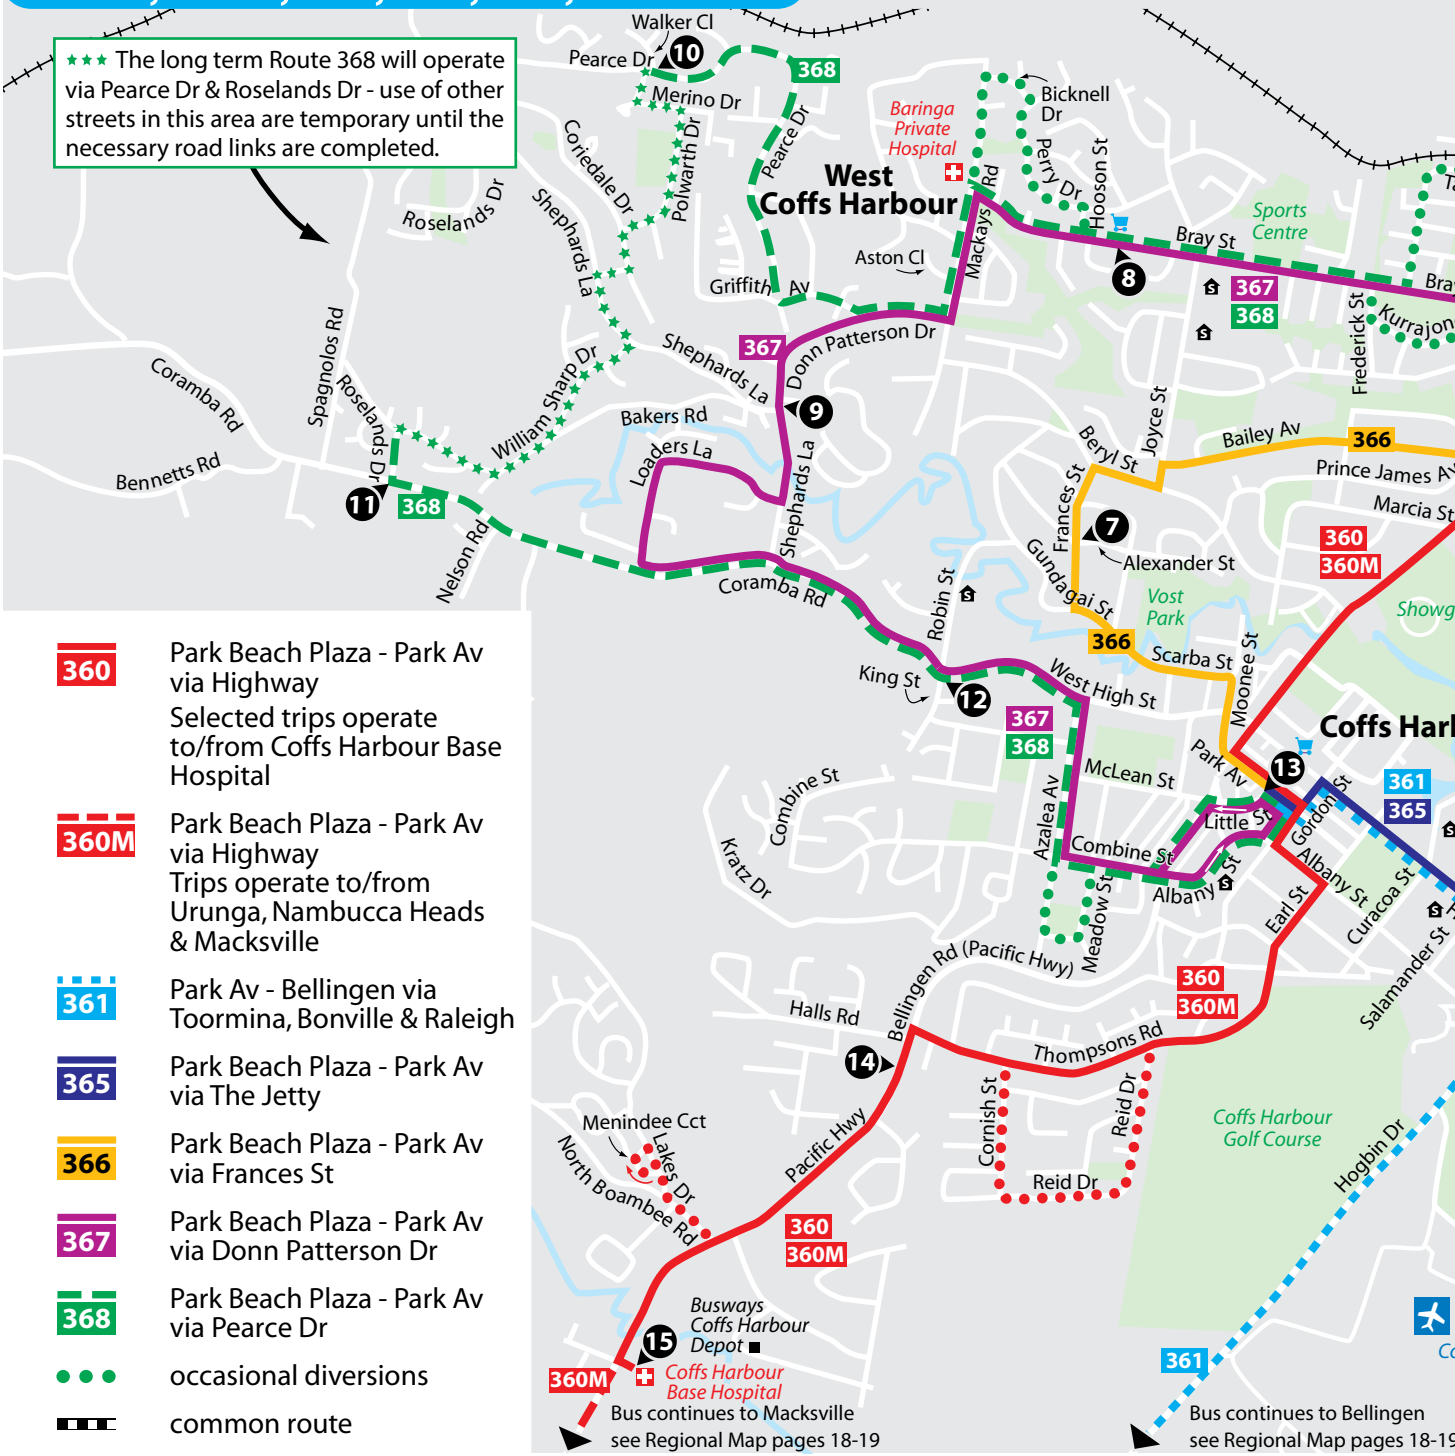 ★★★ The long term Route 368 will operate
via Pearce Dr & Roselands Dr - use of other
streets in this area are temporary until the
necessary road links are completed.
Walker Cl
Pearce Dr
10
368
Merino Dr
Polwarth Dr
Pearce Dr
Coriedale Dr
Shephards La
Roselands Dr
Baringa
Private
Hospital
Bicknell
Dr
Perry Dr
Hooson St
West
Coffs Harbour
Mackays Rd
Sports
Centre
Bray St
Aston Cl
8
Griffith Av
367
368
Bra
Frederick St
Kurrajon
367
Donn Patterson Dr
Shephards La
Spagnolos Rd
Coramba Rd
Roselands Dr
William Sharp Dr
9
Bakers Rd
Loaders La
Joyce St
Beryl St
Bailey Av
366
Prince James Av
Bennetts Rd
11
368
Shephards La
Frances St
Marcia St
7
360
360M
Nelson Rd
Gundagai St
Alexander St
Coramba Rd
Robin St
Vost
Park
Showg
366
Scarba St
Moonee St
King St
12
West High St
367
368
Coffs Har
Park Av
13
McLean St
361
365
Combine St
Azalea Av
Little St
Gordon St
Kratz Dr
Combine St
Albany St
Albany St
Meadow St
Earl St
Curacoa St
Salamander St
Bellingen Rd (Pacific Hwy)
360
360M
Halls Rd
14
Thompsons Rd
Cornish St
Reid Dr
Reid Dr
Coffs Harbour
Golf Course
Hogbin Dr
Menindee Cct
Lakes Dr
North Boambee Rd
Pacific Hwy
360
360M
Busways
Coffs Harbour
Depot
15
360M
Coffs Harbour
Base Hospital
Bus continues to Macksville
see Regional Map pages 18-19
361
Co
Bus continues to Bellingen
see Regional Map pages 18-19
360
Park Beach Plaza - Park Av
via Highway
Selected trips operate
to/from Coffs Harbour Base
Hospital
360M
Park Beach Plaza - Park Av
via Highway
Trips operate to/from
Urunga, Nambucca Heads
& Macksville
361
Park Av - Bellingen via
Toormina, Bonville & Raleigh
365
Park Beach Plaza - Park Av
via The Jetty
366
Park Beach Plaza - Park Av
via Frances St
367
Park Beach Plaza - Park Av
via Donn Patterson Dr
368
Park Beach Plaza - Park Av
via Pearce Dr
occasional diversions
common route